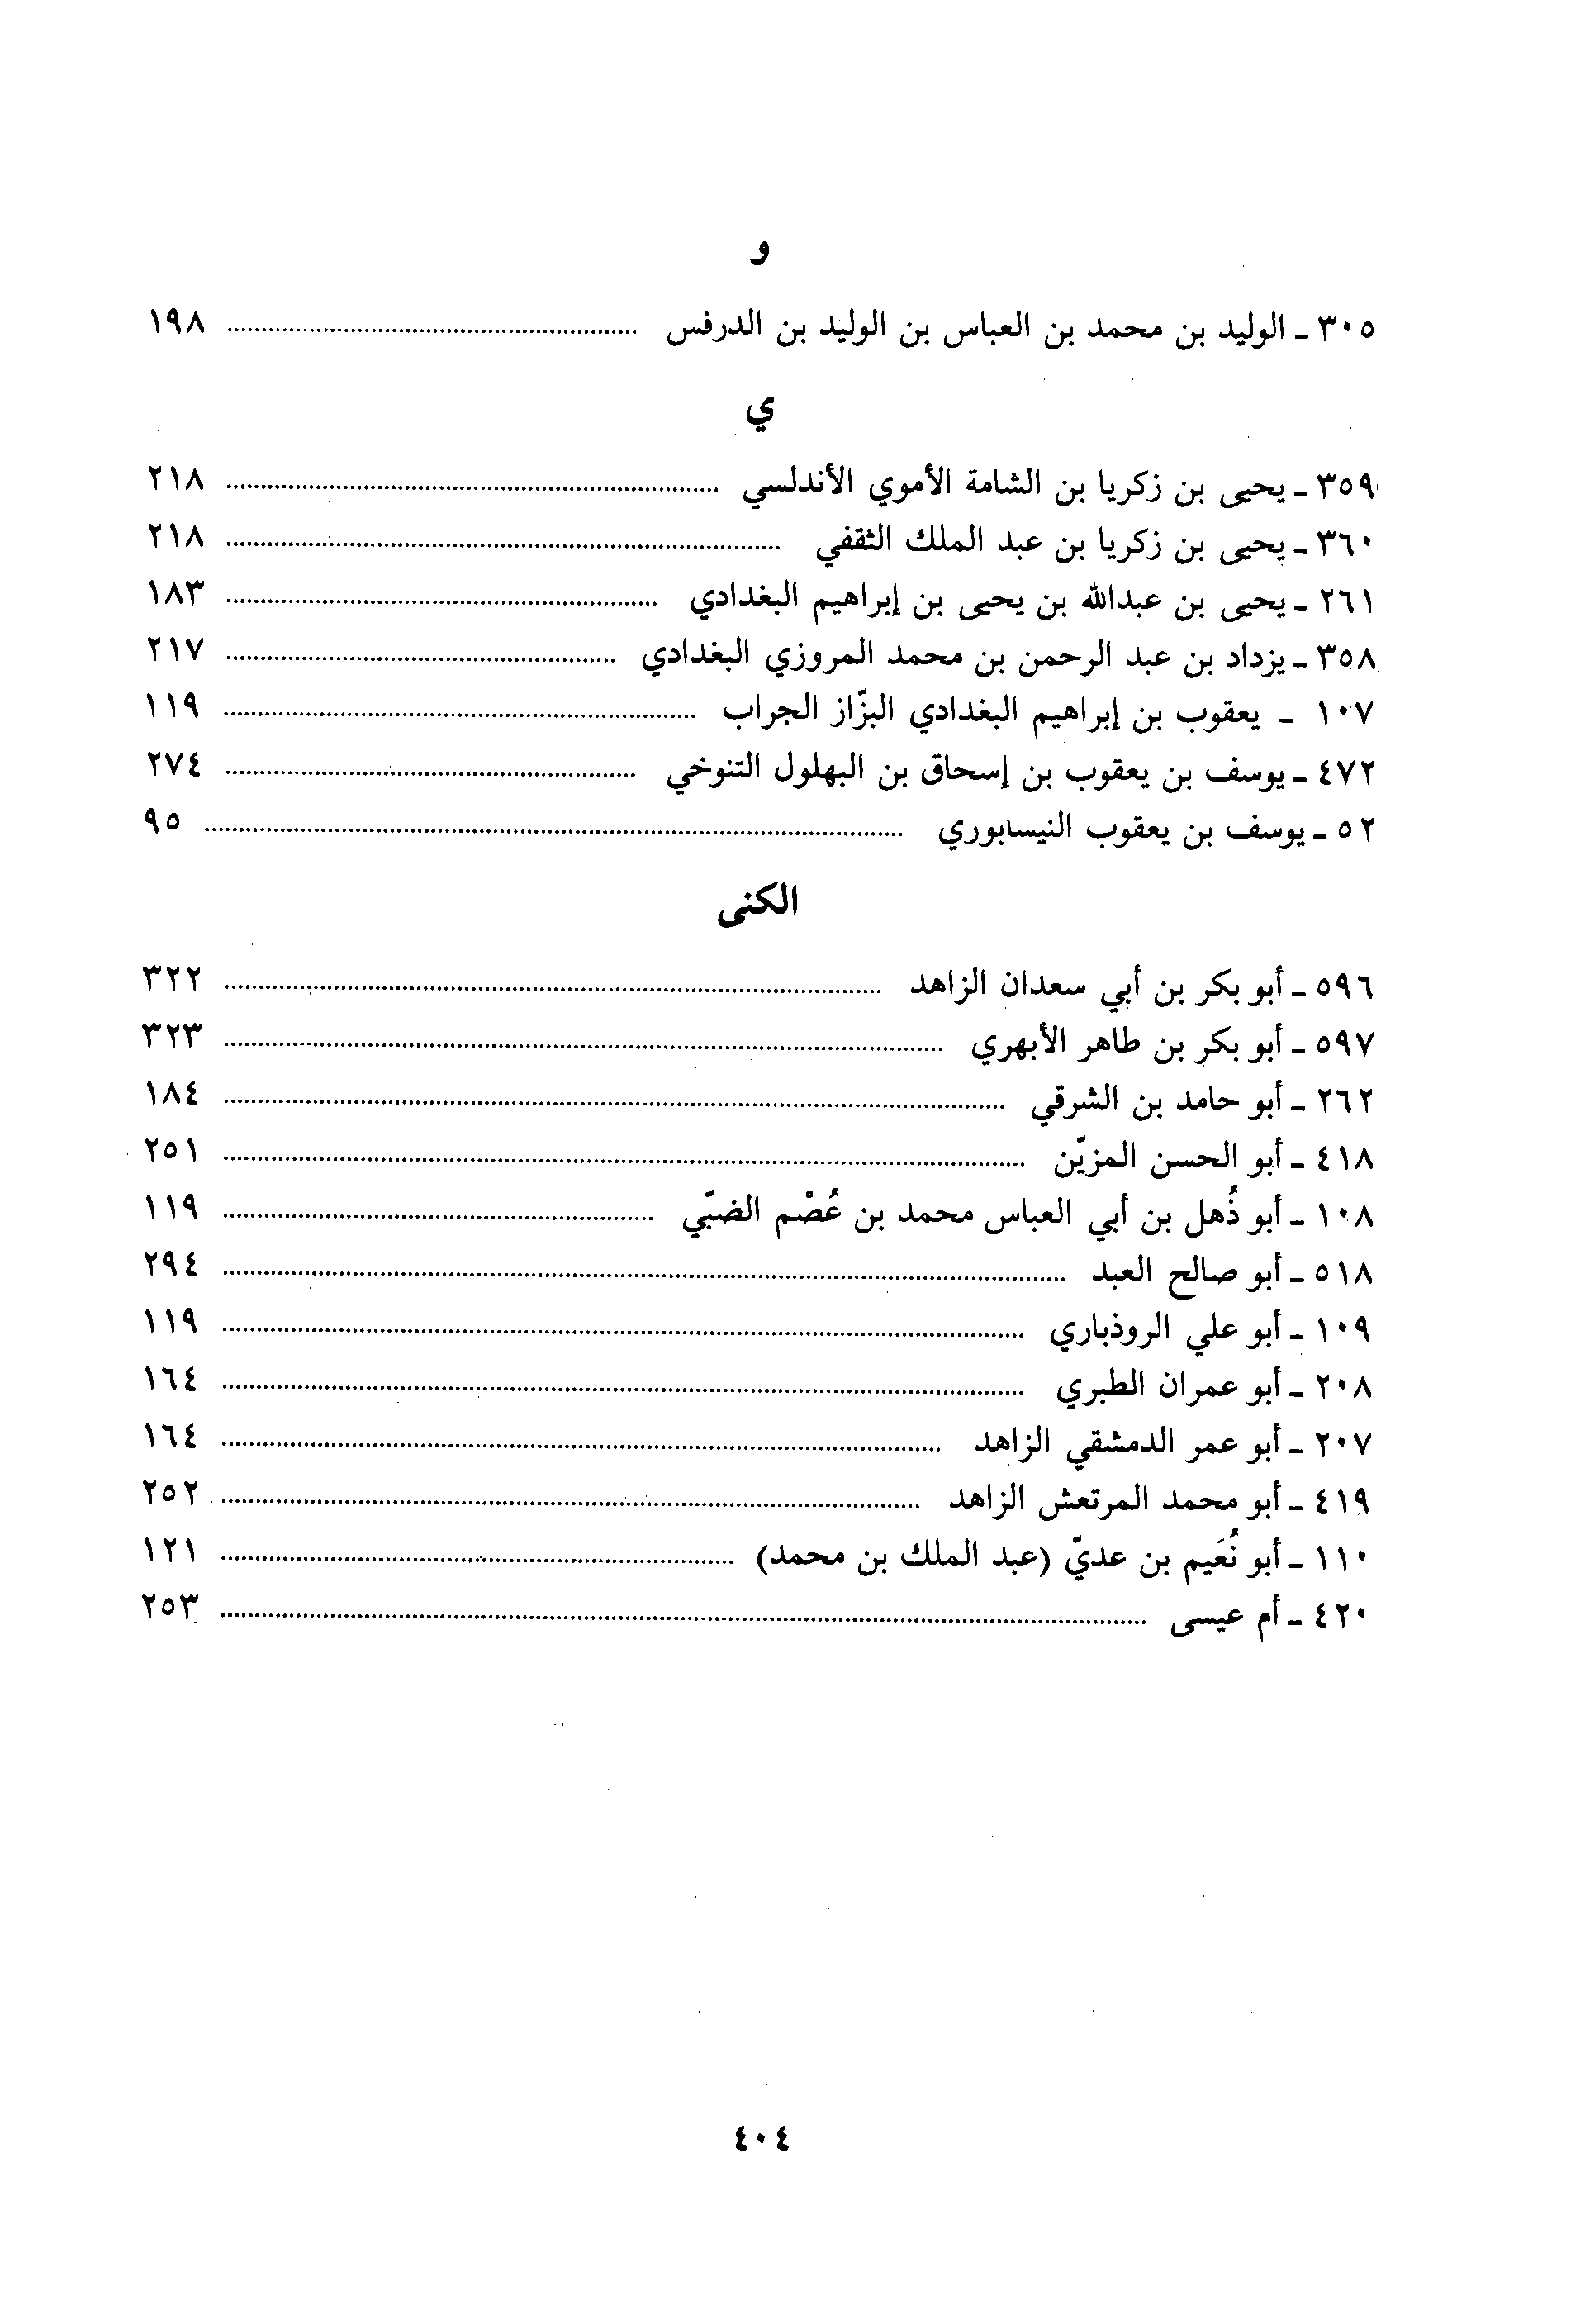 و
٣٠٥ ـ الوليد بن محمد بن العباس بن الوليد بن الدرفس ........ ١٩٨
ي
٣٥٩ ـ يحيى بن زكريا بن الشامة الأموي الأندلسي ........ ٢١٨
٣٦٠ ـ يحيى بن زكريا بن عبد الملك الثقفي ........ ٢١٨
٢٦١ ـ يحيى بن عبدالله بن يحيى بن إبراهيم البغدادي ........ ١٨٣
٣٥٨ ـ يزداد بن عبد الرحمن بن محمد المروزي البغدادي ........ ٢١٧
١٠٧ ـ يعقوب بن إبراهيم البغدادي البزّاز الجراب ........ ١١٩
٤٧٢ ـ يوسف بن يعقوب بن إسحاق بن البهلول التنوخي ........ ٢٧٤
٥٢ ـ يوسف بن يعقوب النيسابوري ........ ٩٥
الكنى
٥٩٦ ـ أبو بكر بن أبي سعدان الزاهد ........ ٣٢٢
٥٩٧ ـ أبو بكر بن طاهر الأبهري ........ ٣٢٣
٢٦٢ ـ أبو حامد بن الشرقي ........ ١٨٤
٤١٨ ـ أبو الحسن المزيّن ........ ٢٥١
١٠٨ ـ أبو ذُهل بن أبي العباس محمد بن عُصْم الضبّي ........ ١١٩
٥١٨ ـ أبو صالح العبد ........ ٢٩٤
١٠٩ ـ أبو علي الروذباري ........ ١١٩
٢٠٨ ـ أبو عمران الطبري ........ ١٦٤
٢٠٧ ـ أبو عمر الدمشقي الزاهد ........ ١٦٤
٤١٩ ـ أبو محمد المرتعش الزاهد ........ ٢٥٢
١١٠ ـ أبو نُعَيم بن عديّ (عبد الملك بن محمد) ........ ١٢١
٤٢٠ ـ أم عيسى ........ ٢٥٣
٤٠٤